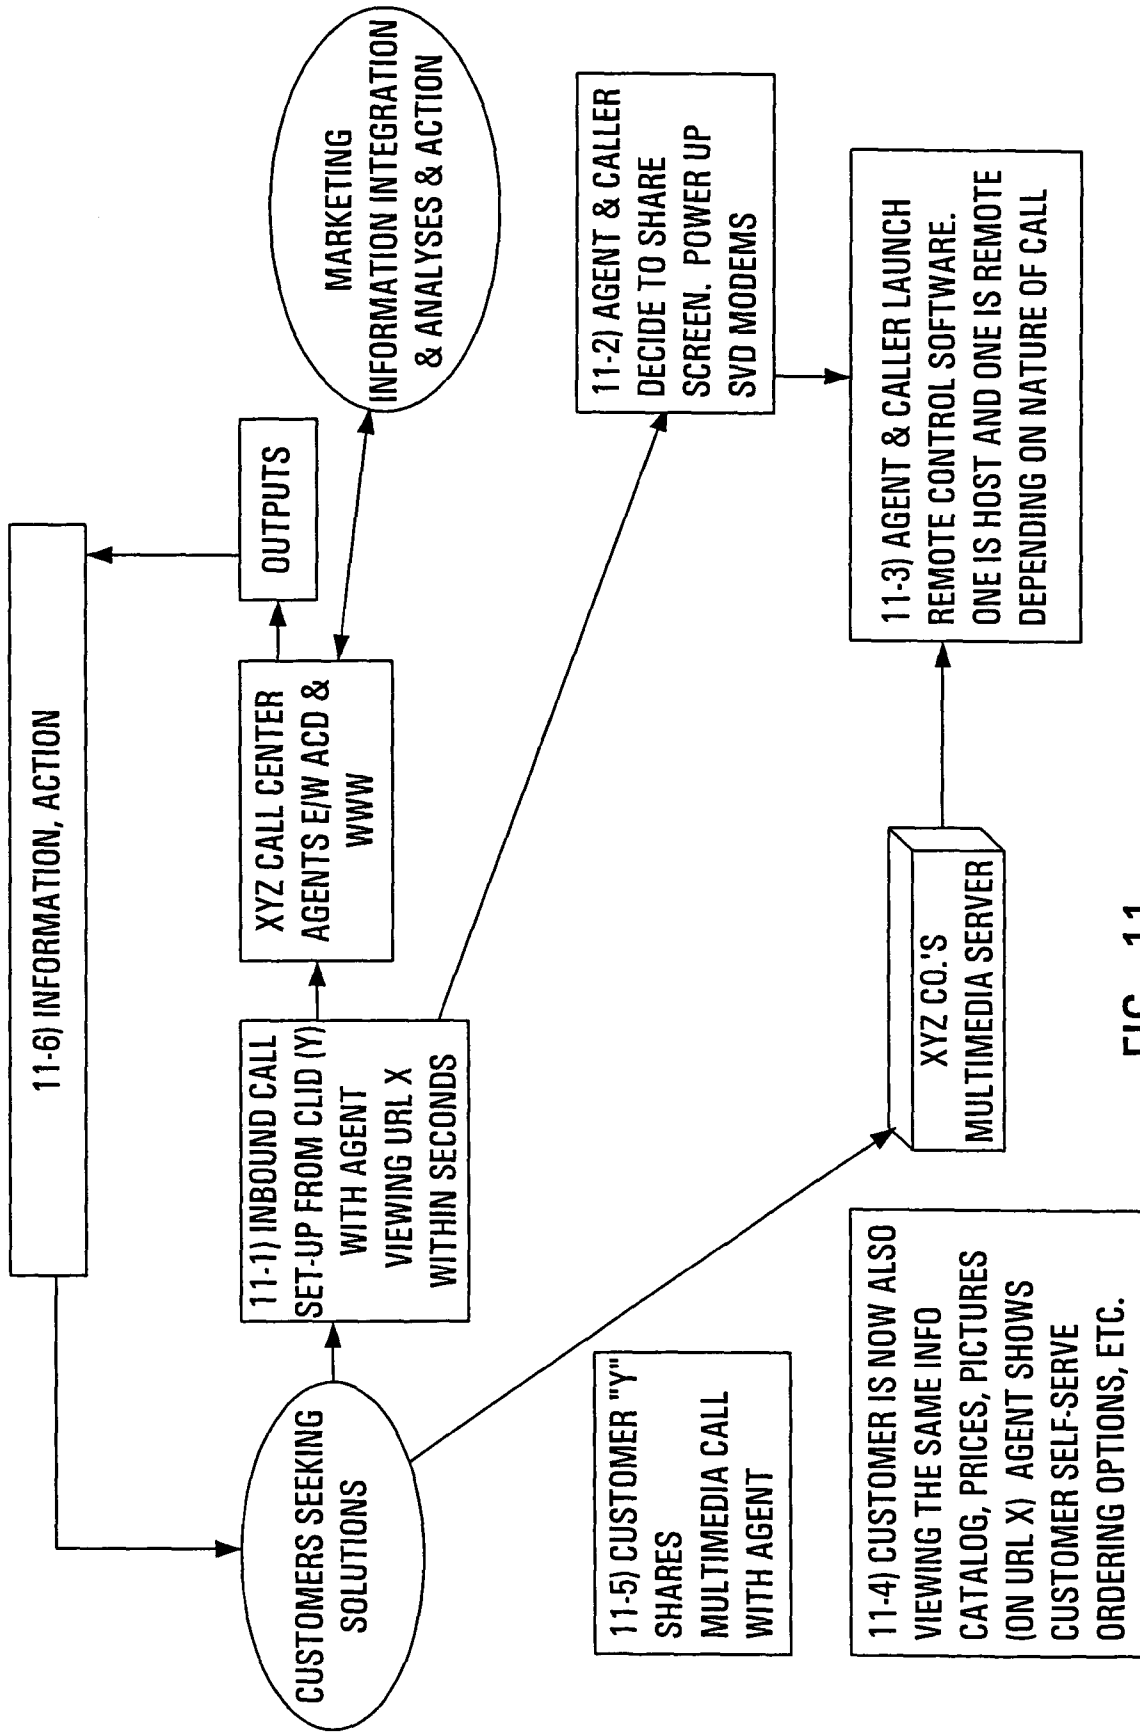 11-6) INFORMATION, ACTION
CUSTOMERS SEEKING
SOLUTIONS
11-1) INBOUND CALL
SET-UP FROM CLID (Y)
WITH AGENT
VIEWING URL X
WITHIN SECONDS
XYZ CALL CENTER
AGENTS E/W ACD &
WWW
OUTPUTS
MARKETING
INFORMATION INTEGRATION
& ANALYSES & ACTION
11-5) CUSTOMER "Y"
SHARES
MULTIMEDIA CALL
WITH AGENT
11-2) AGENT & CALLER
DECIDE TO SHARE
SCREEN. POWER UP
SVD MODEMS
11-4) CUSTOMER IS NOW ALSO
VIEWING THE SAME INFO
CATALOG, PRICES, PICTURES
(ON URL X) AGENT SHOWS
CUSTOMER SELF-SERVE
ORDERING OPTIONS, ETC.
XYZ CO.'S
MULTIMEDIA SERVER
11-3) AGENT & CALLER LAUNCH
REMOTE CONTROL SOFTWARE.
ONE IS HOST AND ONE IS REMOTE
DEPENDING ON NATURE OF CALL
FIG. 11